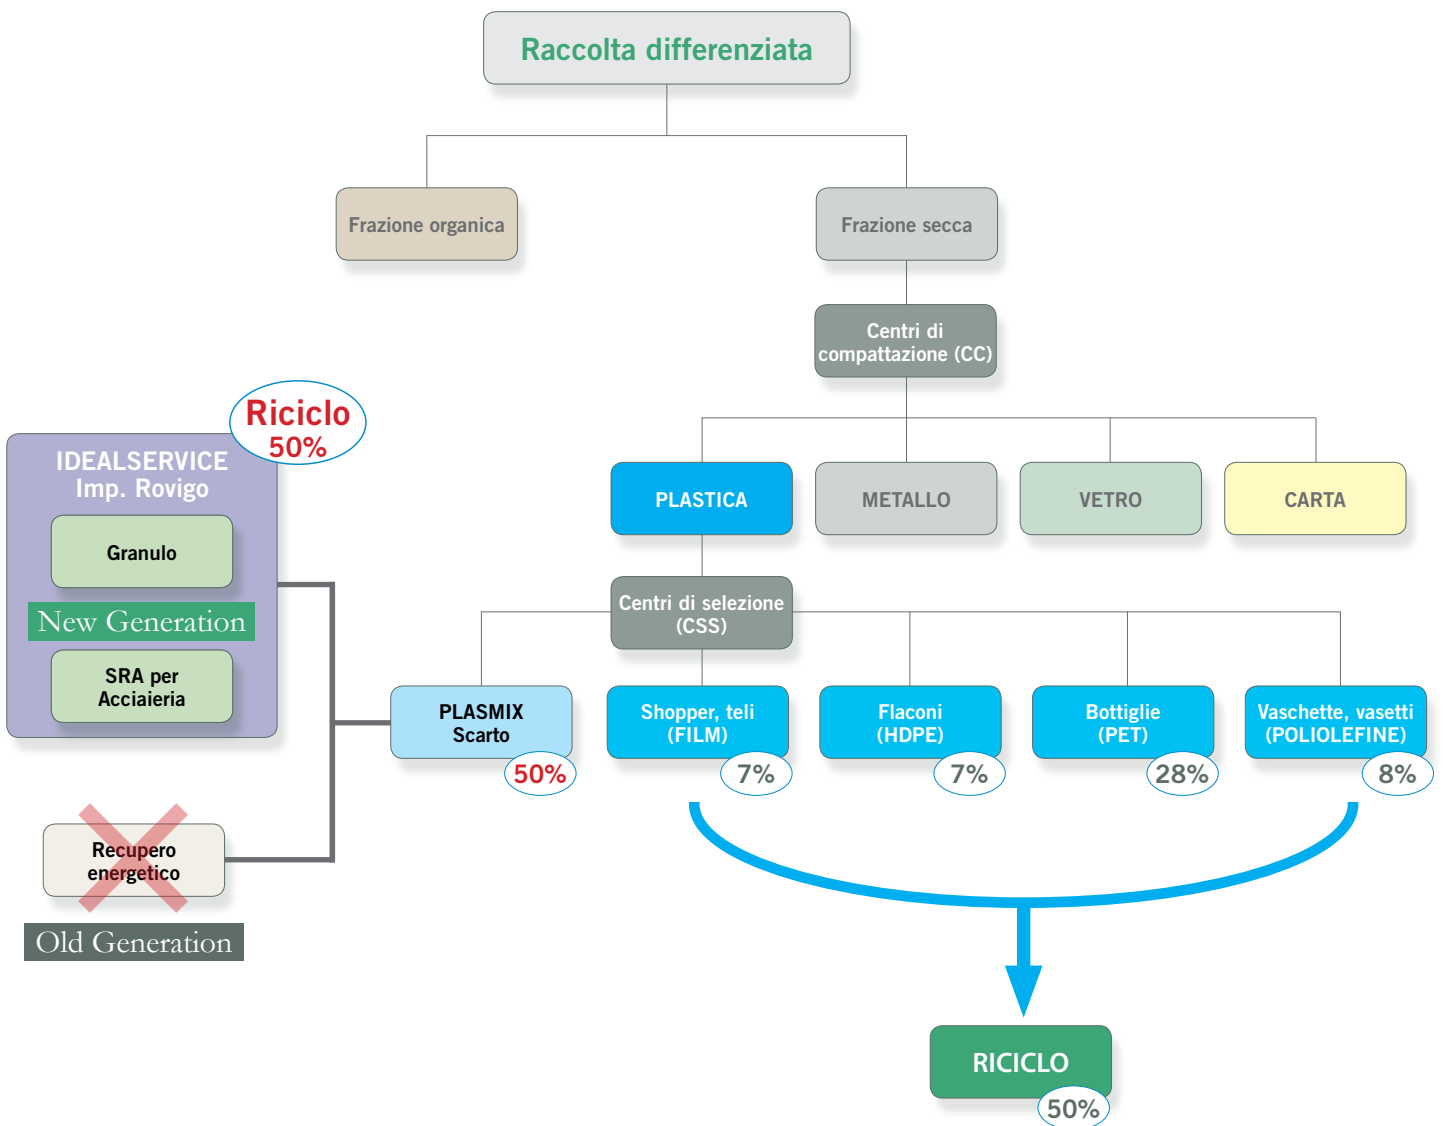 Raccolta differenziata
Frazione organica
Frazione secca
Centri di
compattazione (CC)
Riciclo
50%
IDEALSERVICE
Imp. Rovigo
Granulo
New Generation
SRA per
Acciaieria
PLASTICA
METALLO
VETRO
CARTA
Centri di selezione
(CSS)
PLASMIX
Scarto
50%
Shopper, teli
(FILM)
7%
Flaconi
(HDPE)
7%
Bottiglie
(PET)
28%
Vaschette, vasetti
(POLIOLEFINE)
8%
Recupero
energetico
Old Generation
RICICLO
50%